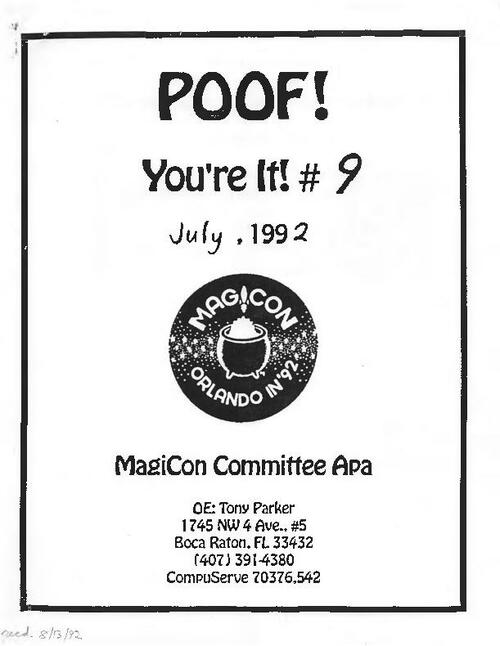 POOF!
You're It! # 9
July , 1992
MAGICON
ORLANDO IN '92
MagiCon Committee Apa
OE: Tony Parker
1745 NW 4 Ave., #5
Boca Raton, FL 33432
(407) 391-4380
CompuServe 70376,542
recd. 8/13/92